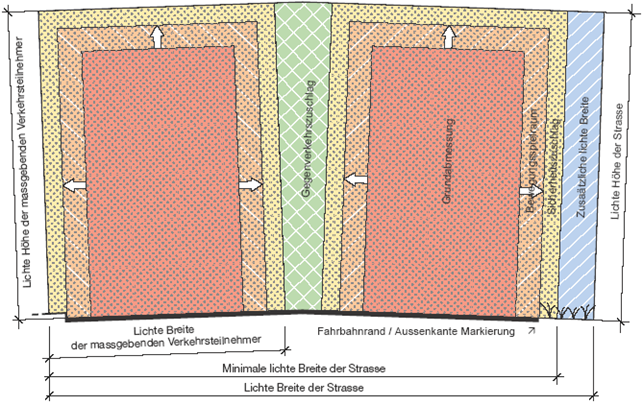 Lichte Höhe der massgebenden Verkehrsteilnehmer
Gegenverkehrszuschlag
Grundabmessung
Bewegungsspielraum
Sicherheitszuschlag
Zusaätzliche lichte Breite
Lichte Höhe der Strasse
Lichte Breite
der massgebenden Verkehrsteilnehmer
Fahrbahnrand / Aussenkante Markierung
Minimale lichte Breite der Strasse
Lichte Breite der Strasse